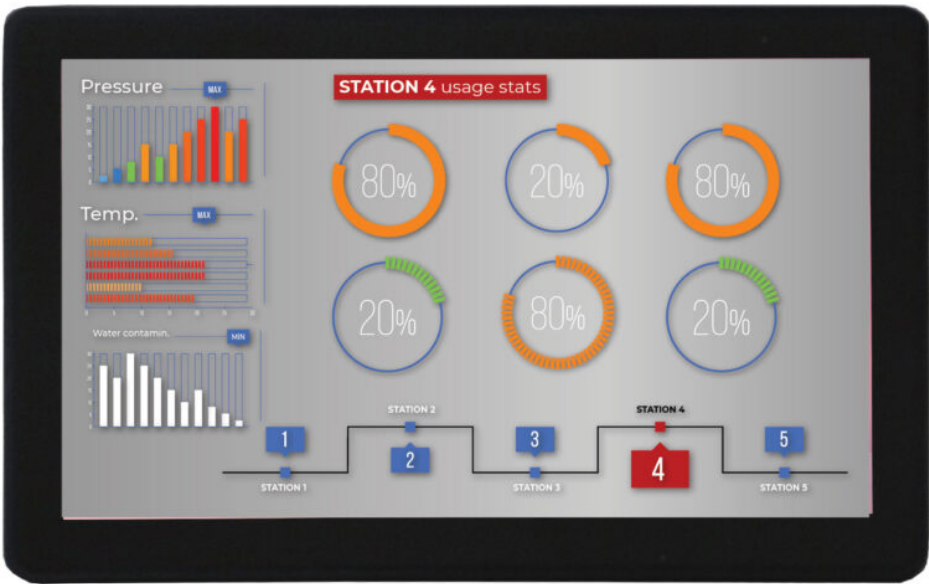 Pressure
MAX
STATION 4 usage stats
80%
20%
80%
Temp.
MAX
20%
80%
20%
Water contamin.
MIN
STATION 2
STATION 4
1
3
5
2
4
STATION 1
STATION 3
STATION 5